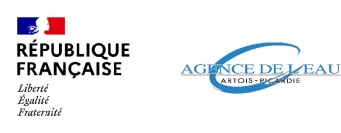 RÉPUBLIQUE
FRANÇAISE
Liberté
Égalité
Fraternité
AGENCE DE L'EAU
ARTOIS - PICARDIE